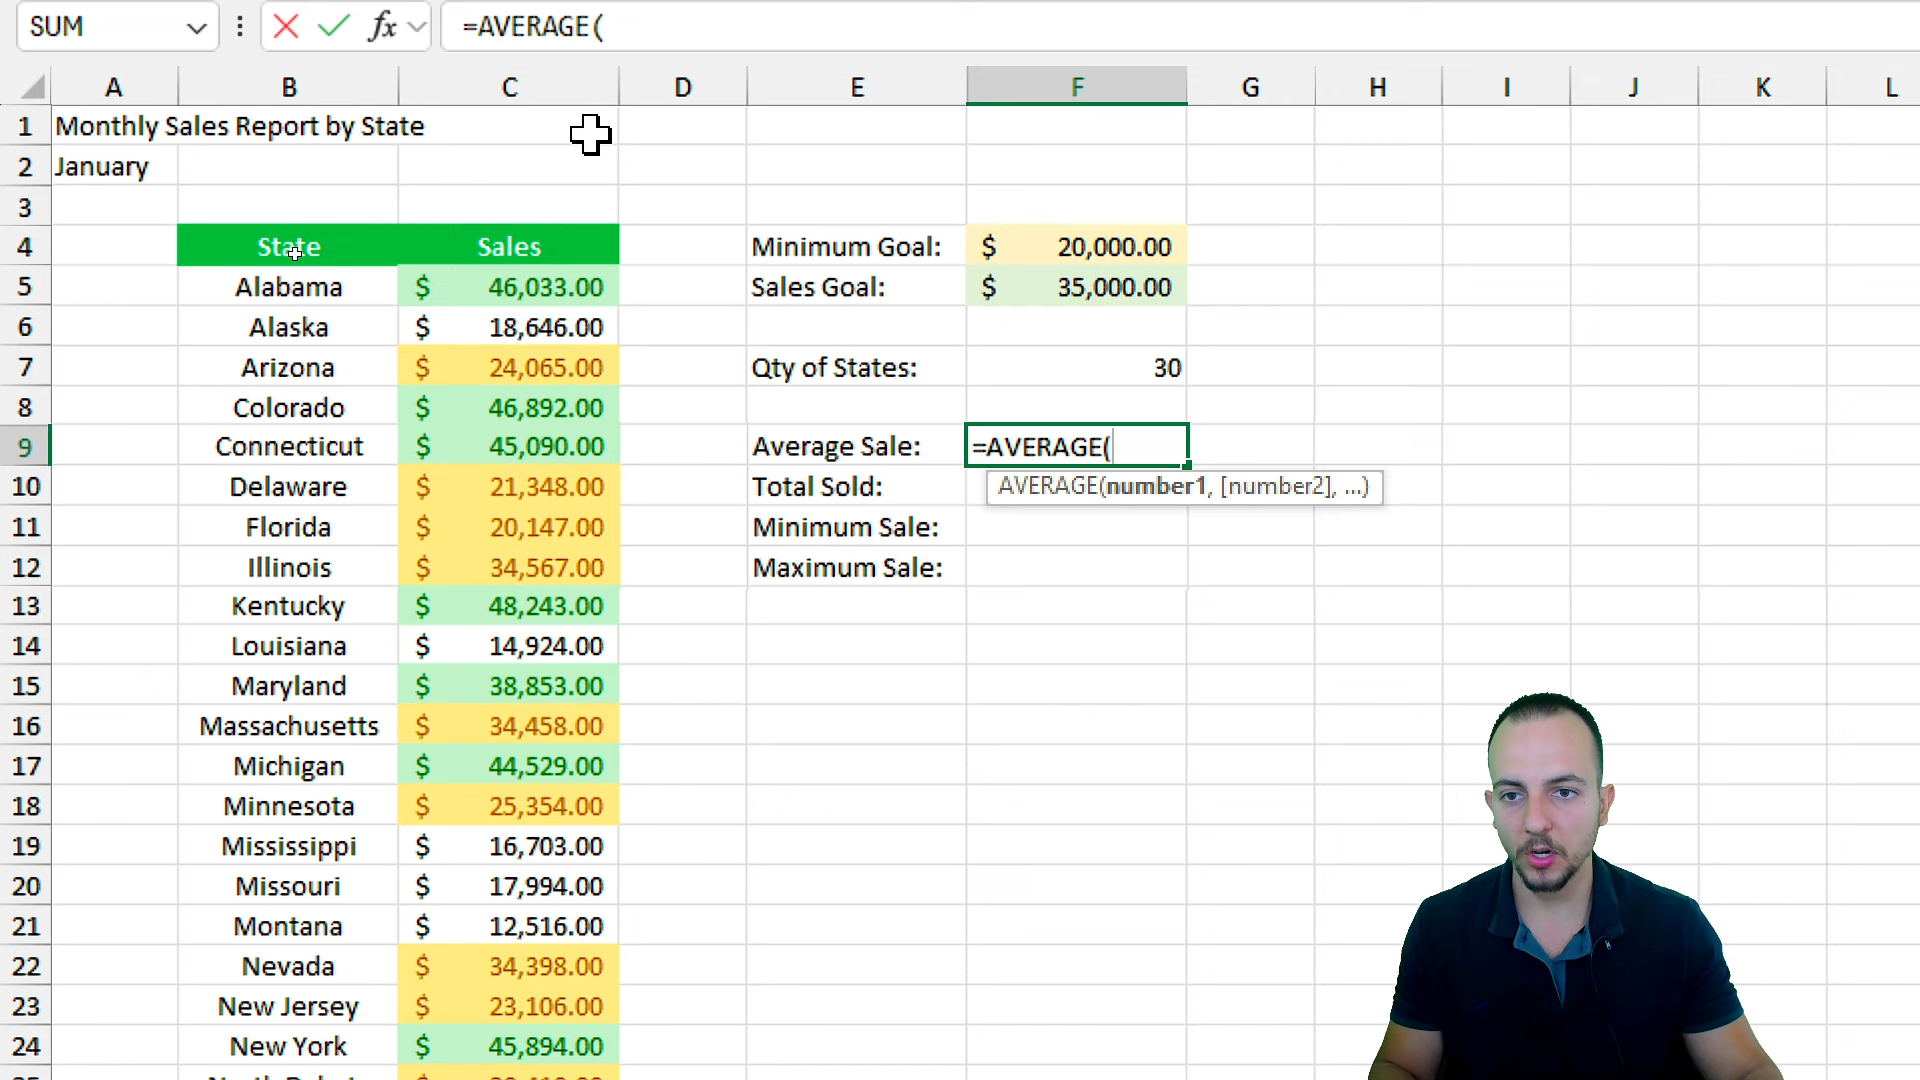 SUM fx =AVERAGE(
A B C D E F G H I J K L
1 Monthly Sales Report by State
2 January
3
4 State Sales Minimum Goal: $ 20,000.00
5 Alabama $ 46,033.00 Sales Goal: $ 35,000.00
6 Alaska $ 18,646.00
7 Arizona $ 24,065.00 Qty of States: 30
8 Colorado $ 46,892.00
9 Connecticut $ 45,090.00 Average Sale: =AVERAGE(
10 Delaware $ 21,348.00 Total Sold: AVERAGE(number1, [number2], ...)
11 Florida $ 20,147.00 Minimum Sale:
12 Illinois $ 34,567.00 Maximum Sale:
13 Kentucky $ 48,243.00
14 Louisiana $ 14,924.00
15 Maryland $ 38,853.00
16 Massachusetts $ 34,458.00
17 Michigan $ 44,529.00
18 Minnesota $ 25,354.00
19 Mississippi $ 16,703.00
20 Missouri $ 17,994.00
21 Montana $ 12,516.00
22 Nevada $ 34,398.00
23 New Jersey $ 23,106.00
24 New York $ 45,894.00